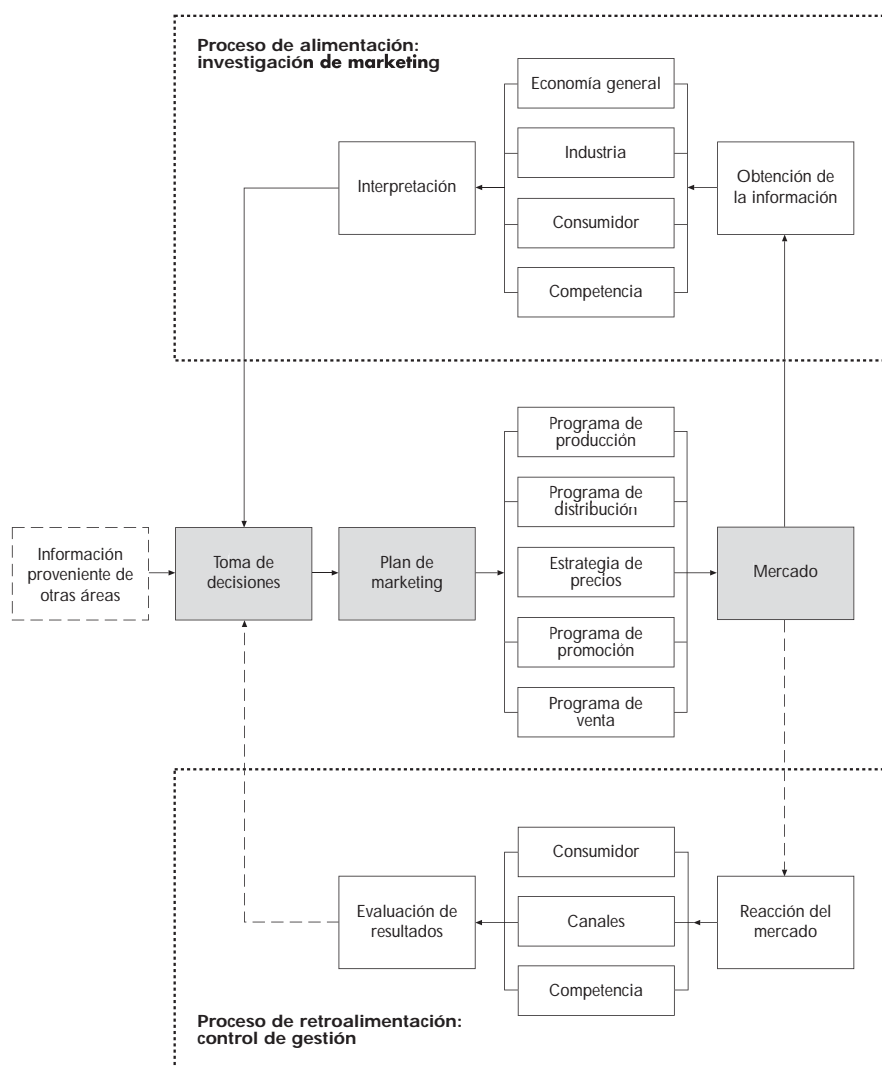 Proceso de alimentación:
investigación de marketing
Economía general
Industria
Consumidor
Competencia
Interpretación
Obtención de
la información
Programa de
producción
Programa de
distribución
Estrategia de
precios
Programa de
promoción
Programa de
venta
Información
proveniente de
otras áreas
Toma de
decisiones
Plan de
marketing
Mercado
Consumidor
Canales
Competencia
Evaluación de
resultados
Reacción del
mercado
Proceso de retroalimentación:
control de gestión